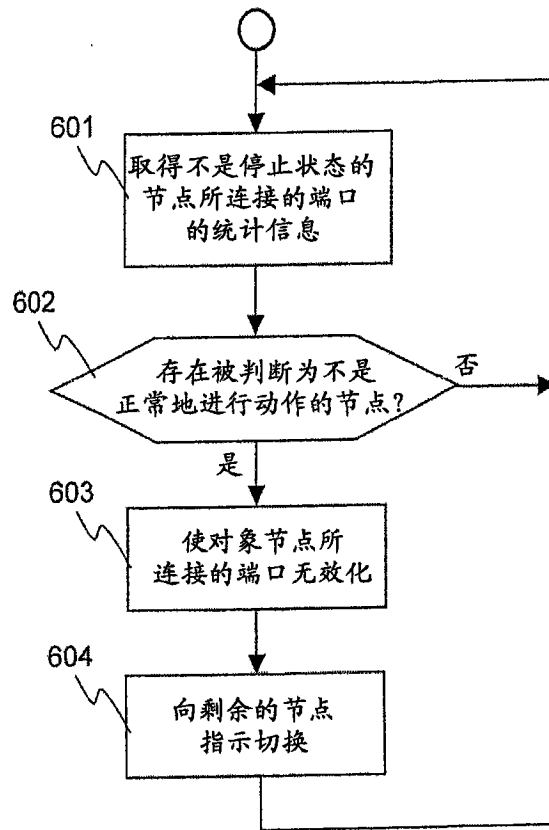 601
取得不是停止状态的
节点所连接的端口
的统计信息
602
存在被判断为不是
正常地进行动作的节点?
否
是
603
使对象节点所
连接的端口无效化
604
向剩余的节点
指示切换